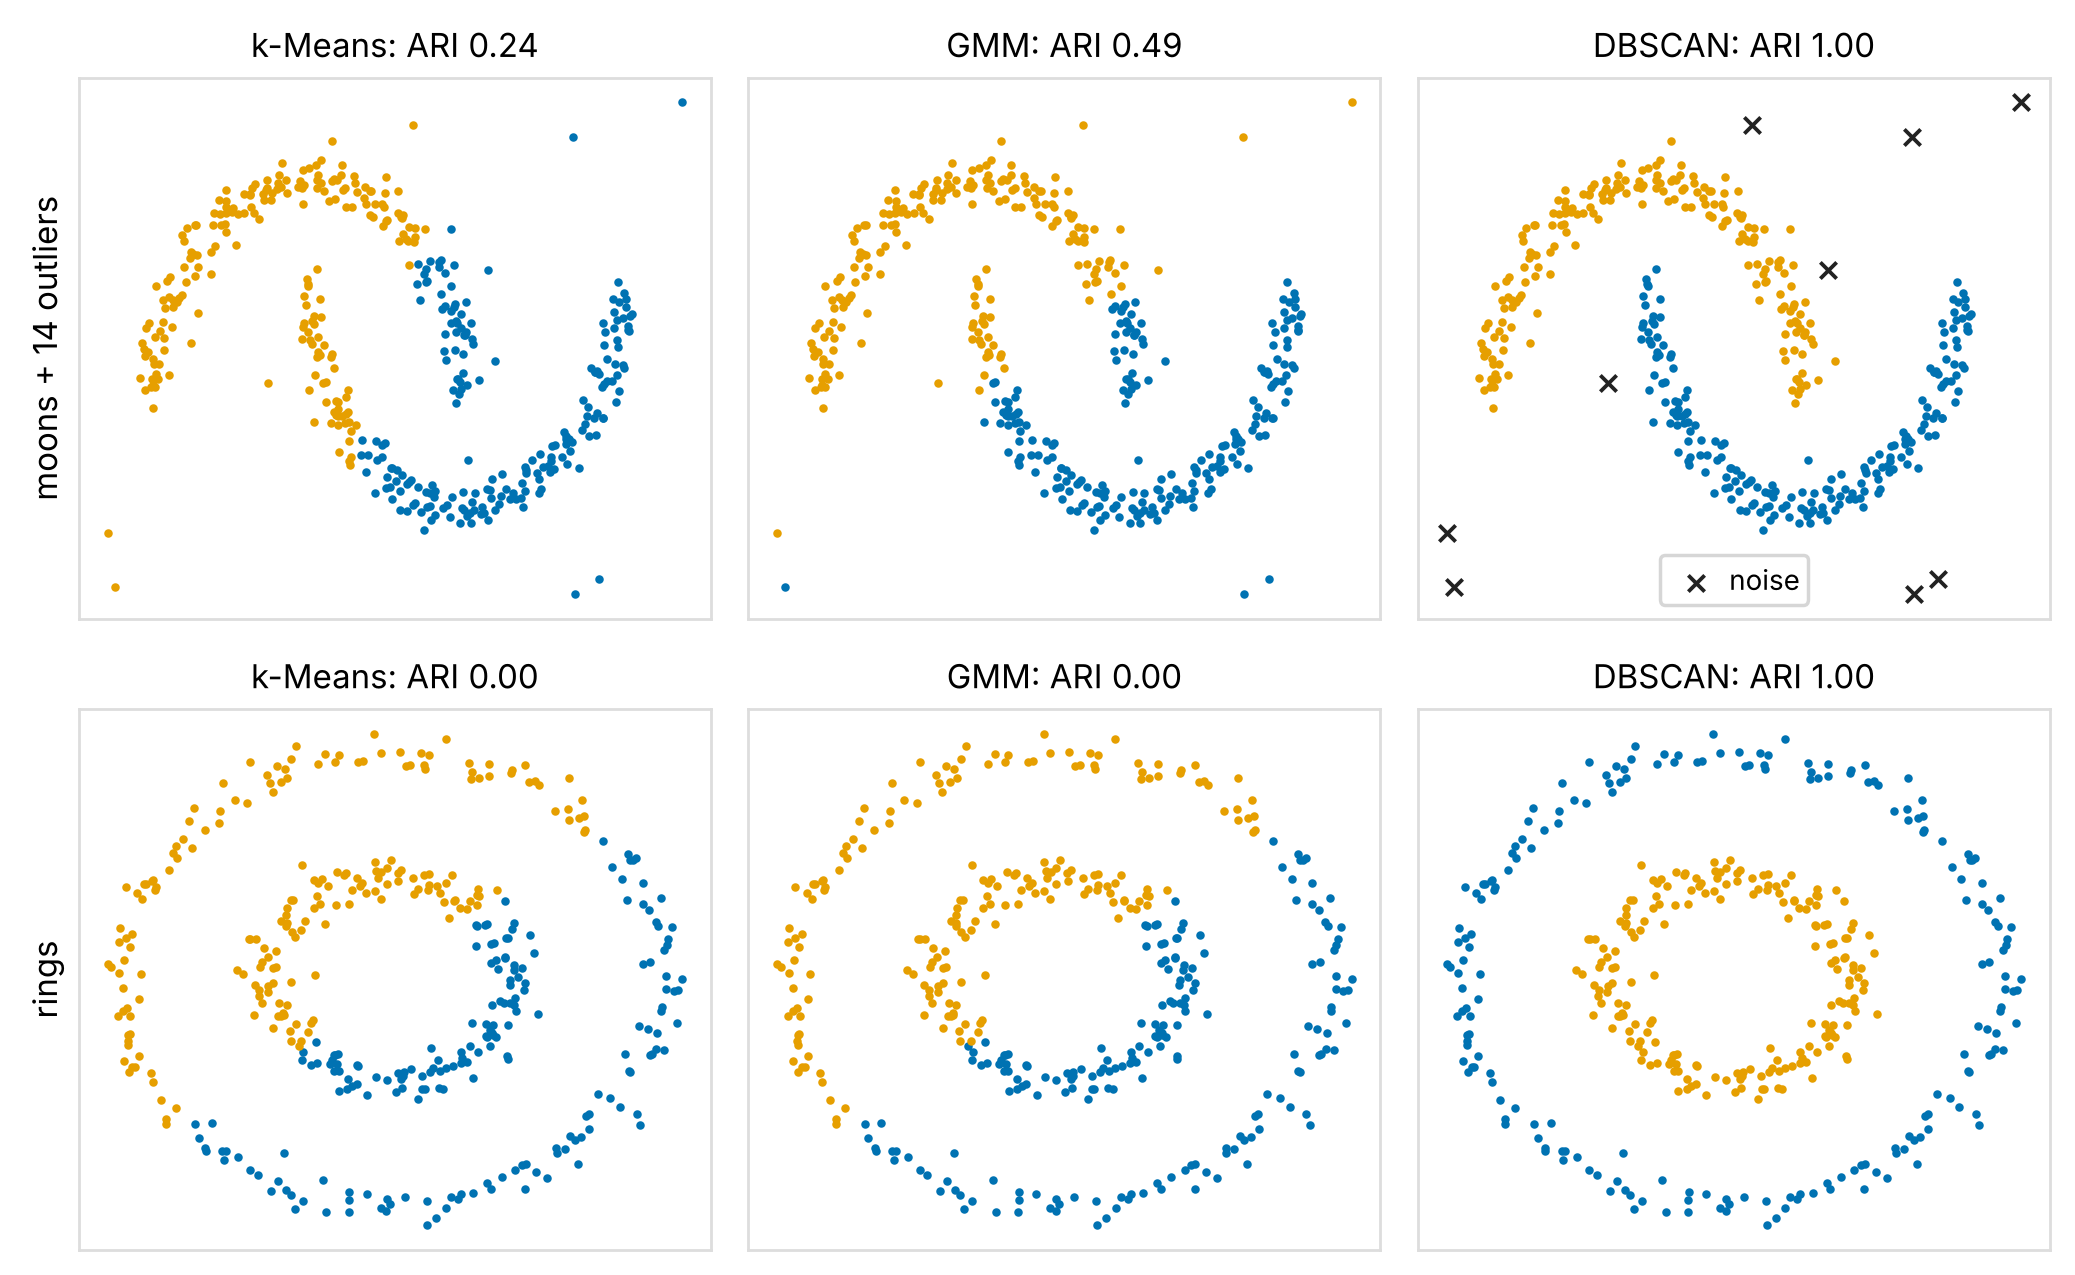 k-Means: ARI 0.24
GMM: ARI 0.49
DBSCAN: ARI 1.00
moons + 14 outliers
noise
k-Means: ARI 0.00
GMM: ARI 0.00
DBSCAN: ARI 1.00
rings